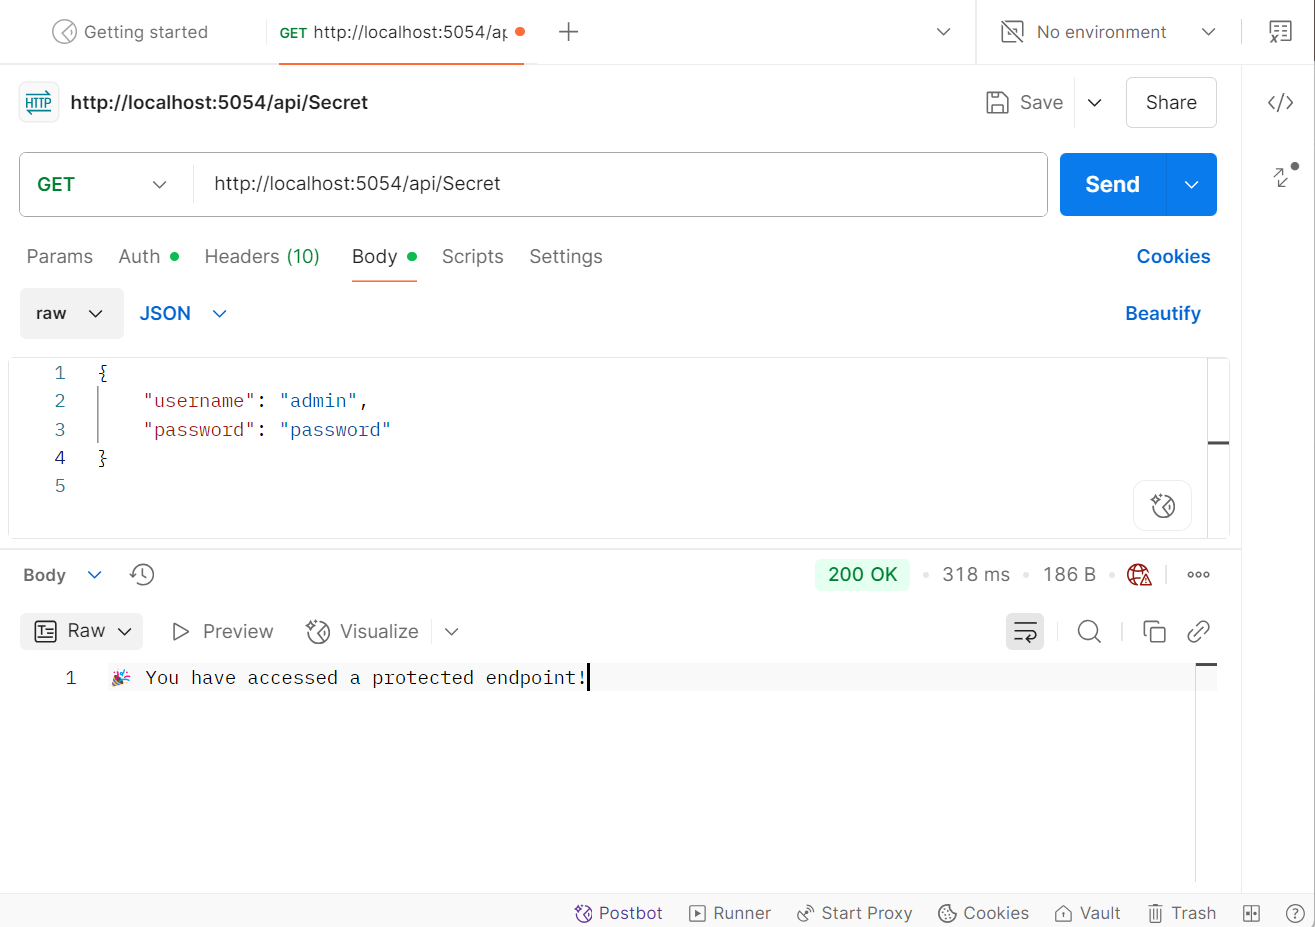 Getting started
GET http://localhost:5054/ap
No environment
HTTP
http://localhost:5054/api/Secret
Save
Share
GET
http://localhost:5054/api/Secret
Send
Params Auth Headers (10) Body Scripts Settings Cookies
raw JSON Beautify
1 {
2 "username": "admin",
3 "password": "password"
4 }
5
Body 200 OK • 318 ms • 186 B •
Raw Preview Visualize
1 🎉 You have accessed a protected endpoint!
Postbot Runner Start Proxy Cookies Vault Trash